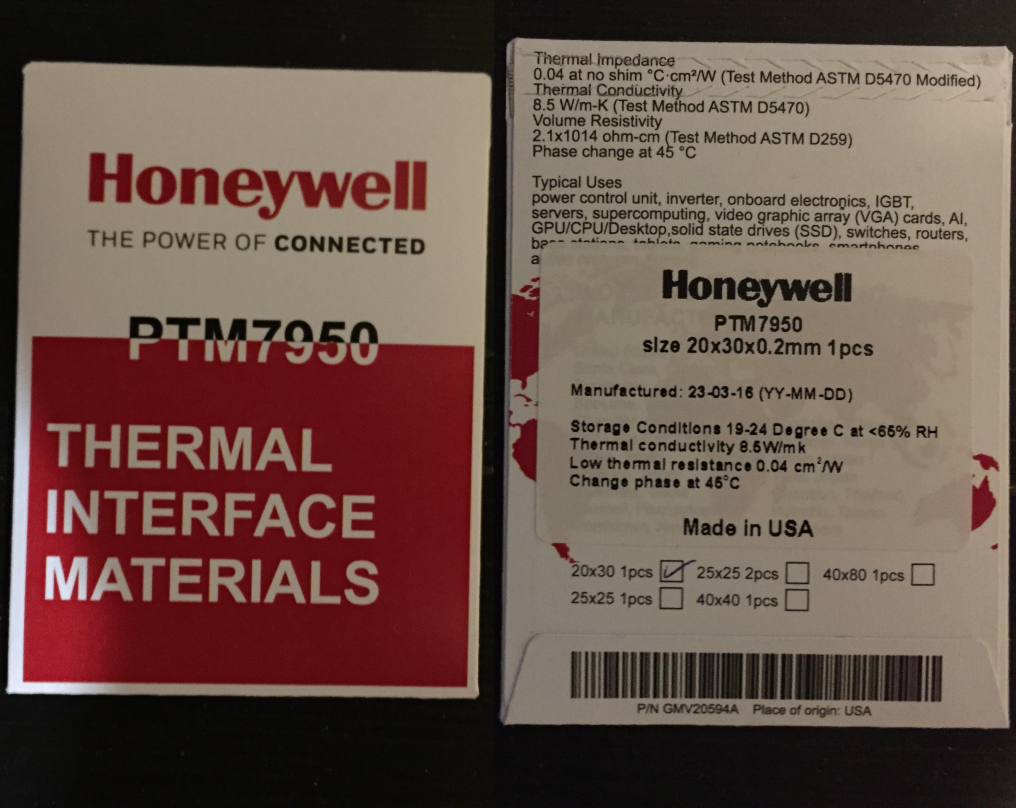 Honeywell
THE POWER OF CONNECTED
PTM7950
THERMAL
INTERFACE
MATERIALS
Thermal Impedance
0.04 at no shim °C·cm²/W (Test Method ASTM D5470 Modified)
Thermal Conductivity
8.5 W/m-K (Test Method ASTM D5470)
Volume Resistivity
2.1x1014 ohm-cm (Test Method ASTM D259)
Phase change at 45 °C
Typical Uses
power control unit, inverter, onboard electronics, IGBT,
servers, supercomputing, video graphic array (VGA) cards, AI,
GPU/CPU/Desktop,solid state drives (SSD), switches, routers,
base stations, tablets, gaming notebooks, smartphones
Honeywell
PTM7950
size 20x30x0.2mm 1pcs
Manufactured: 23-03-16 (YY-MM-DD)
Storage Conditions 19-24 Degree C at <65% RH
Thermal conductivity 8.5W/mk
Low thermal resistance 0.04 cm²/W
Change phase at 45°C
Made in USA
20x30 1pcs 25x25 2pcs 40x80 1pcs
25x25 1pcs 40x40 1pcs
P/N GMV20594A Place of origin: USA